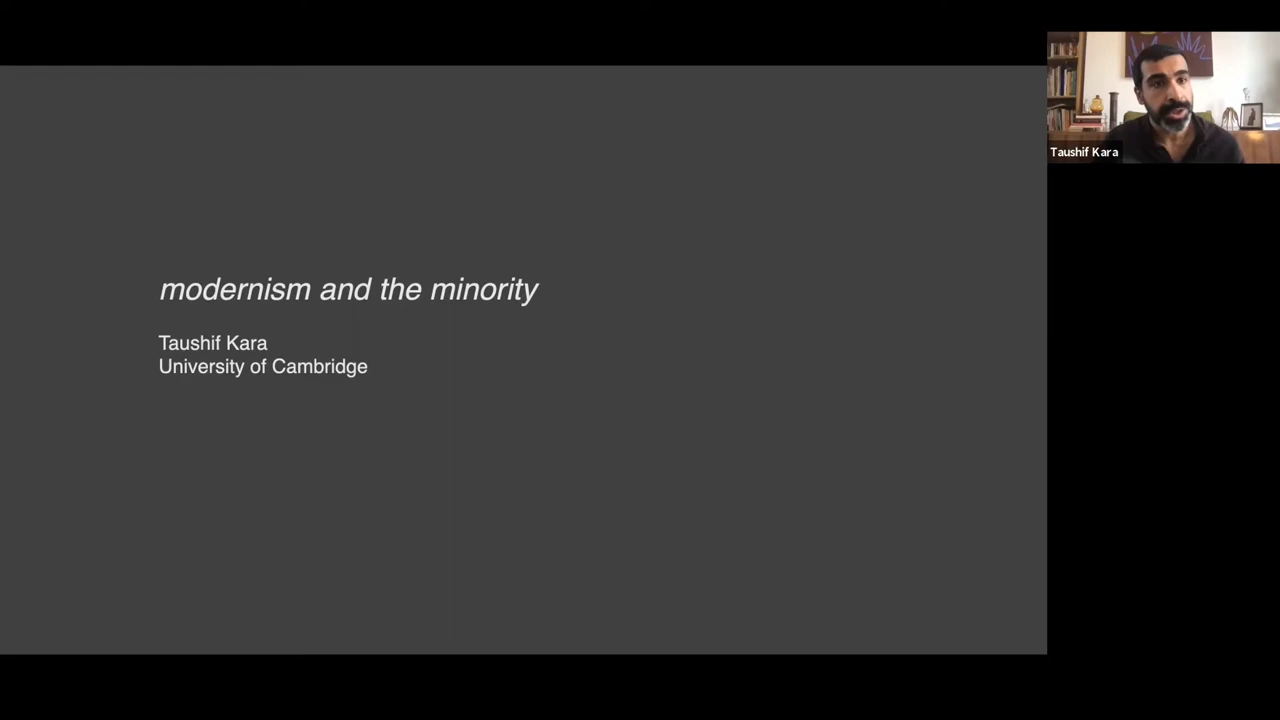 modernism and the minority
Taushif Kara
University of Cambridge
Taushif Kara